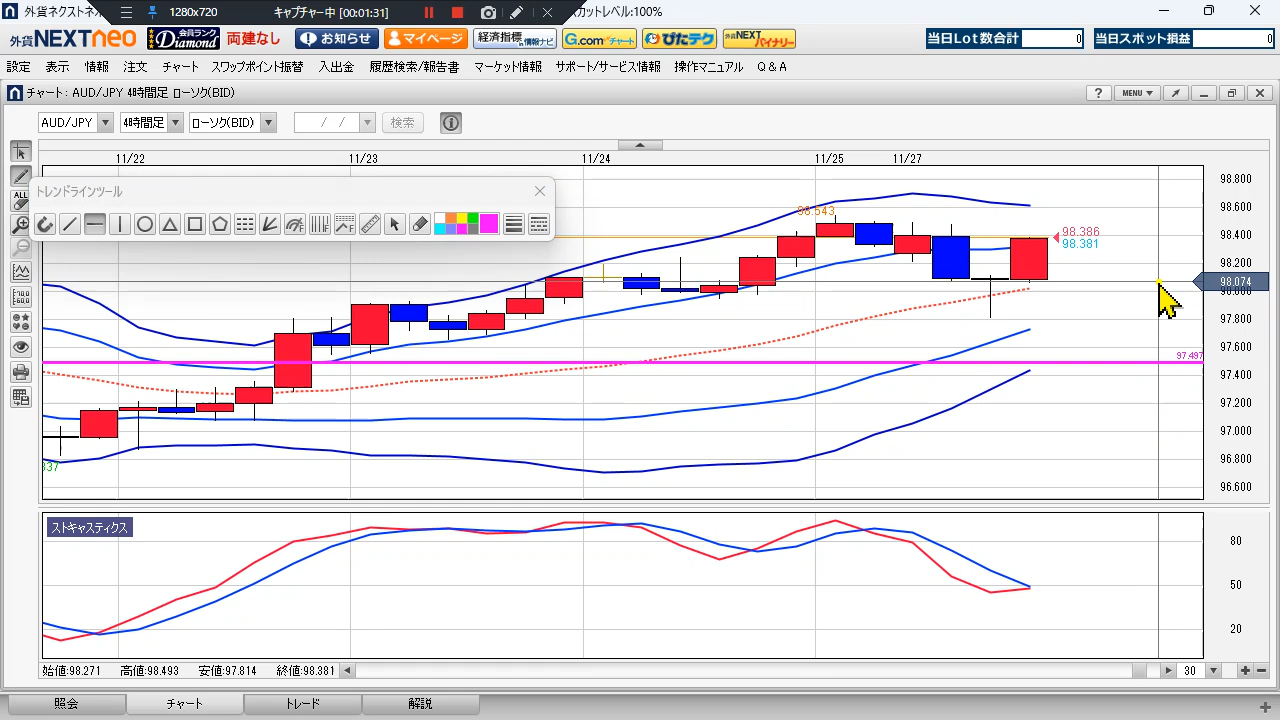 外貨ネクストネ
1280x720
キャプチャー中 [00:01:31]
スカットレベル:100%
外貨NEXTneo
会員ランク Diamond
両建なし
お知らせ
マイページ
経済指標 情報ナビ
G.comチャート
ぴたテク
外貨NEXTバイナリー
当日Lot数合計 0
当日スポット損益 0
設定 表示 情報 注文 チャート スワップポイント振替 入出金 履歴検索/報告書 マーケット情報 サポート/サービス情報 操作マニュアル Q&A
チャート: AUD/JPY 4時間足 ローソク(BID)
? MENU
AUD/JPY
4時間足
ローソク(BID)
/ /
検索
11/22 11/23 11/24 11/25 11/27
トレンドラインツール
ALL
98.800
98.600
98.543
98.400
98.386
98.381
98.200
98.074
98.000
97.800
97.600
97.497
97.400
97.200
97.000
96.800
337
96.600
ストキャスティクス
80
50
20
始値:98.271 高値:98.493 安値:97.814 終値:98.381
30
照会 チャート トレード 解説